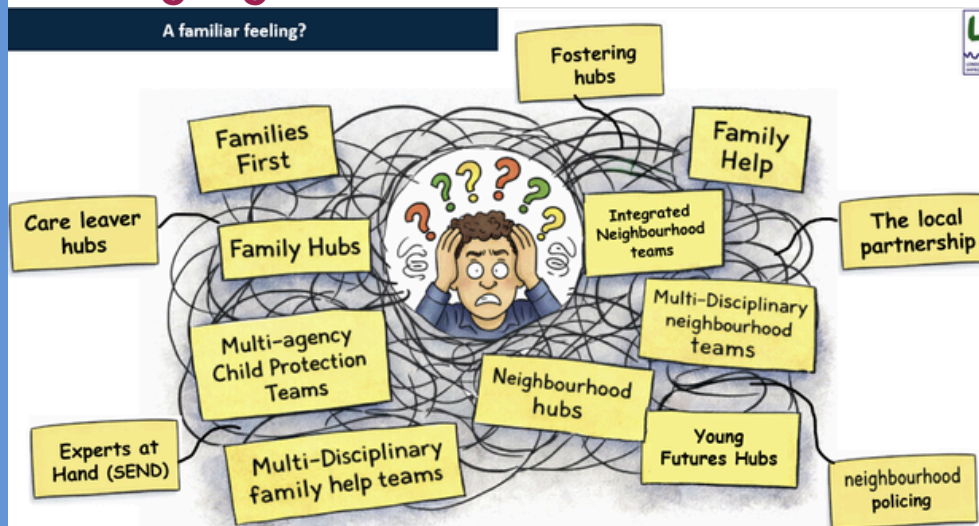 A familiar feeling?
Fostering
hubs
Families
First
Family
Help
Care leaver
hubs
Family Hubs
Integrated
Neighbourhood
teams
The local
partnership
Multi-agency
Child Protection
Teams
Multi-Disciplinary
neighbourhood
teams
Neighbourhood
hubs
Experts at
Hand (SEND)
Multi-Disciplinary
family help teams
Young
Futures Hubs
neighbourhood
policing
? ? ? ? ? ?